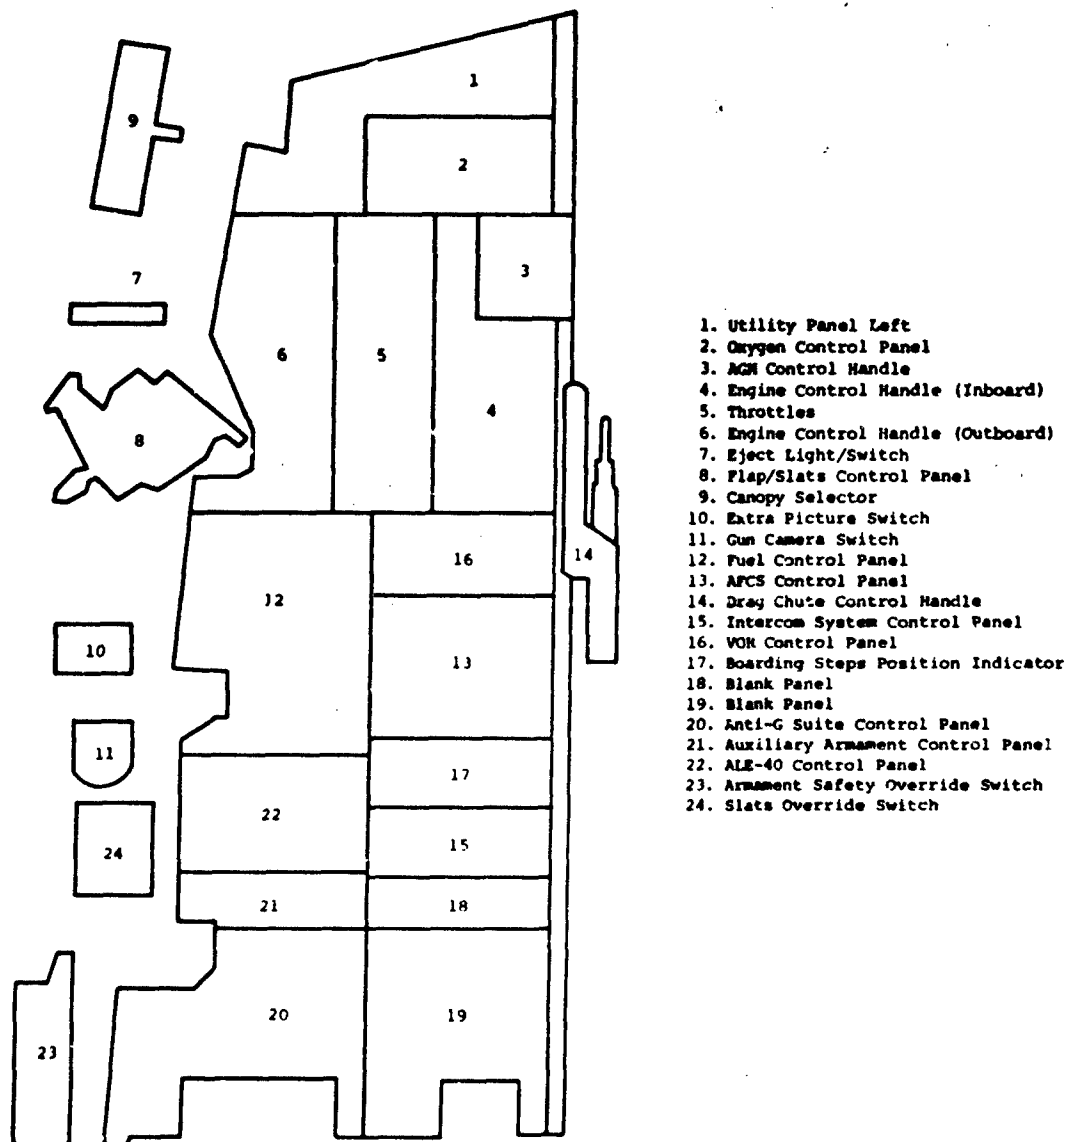 1
9
2
7
3
6
5
4
8
16
14
12
10
13
11
17
22
15
24
21
18
20
19
23
1. Utility Panel Left
2. Oxygen Control Panel
3. AGM Control Handle
4. Engine Control Handle (Inboard)
5. Throttles
6. Engine Control Handle (Outboard)
7. Eject Light/Switch
8. Flap/Slats Control Panel
9. Canopy Selector
10. Extra Picture Switch
11. Gun Camera Switch
12. Fuel Control Panel
13. AFCS Control Panel
14. Drag Chute Control Handle
15. Intercom System Control Panel
16. VOR Control Panel
17. Boarding Steps Position Indicator
18. Blank Panel
19. Blank Panel
20. Anti-G Suite Control Panel
21. Auxiliary Armament Control Panel
22. ALE-40 Control Panel
23. Armament Safety Override Switch
24. Slats Override Switch